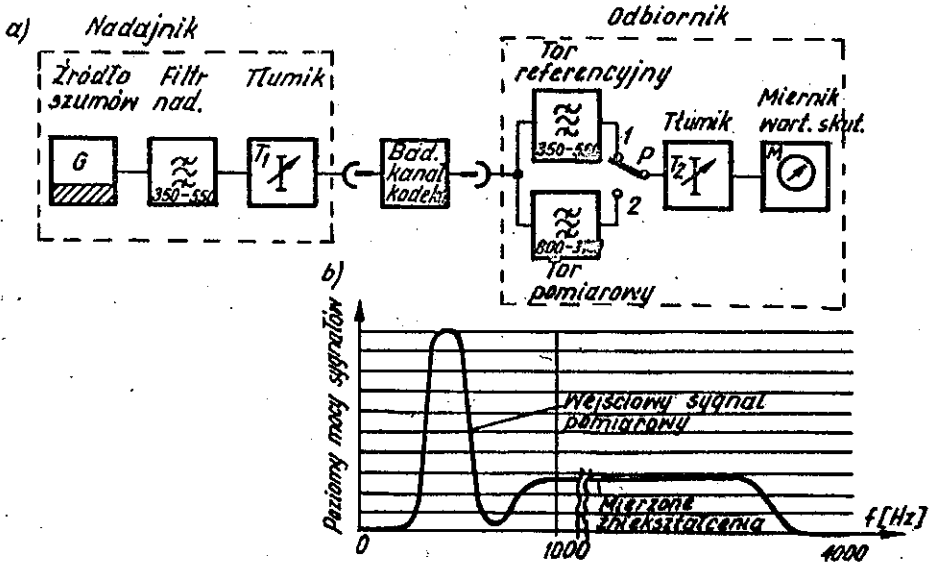 a) Nadajnik
Odbiornik
Źródło szumów
Filtr nad.
Tłumik
G
350-550
T1
Bad. kanał kodek
Tor referencyjny
350-550
1
P
2
Tor pomiarowy
Tłumik
T2
Miernik wart. skut.
M
b)
Poziomy mocy sygnałów
Wejściowy sygnał pomiarowy
Mierzone zniekształcenia
f [Hz]
0
1000
4000